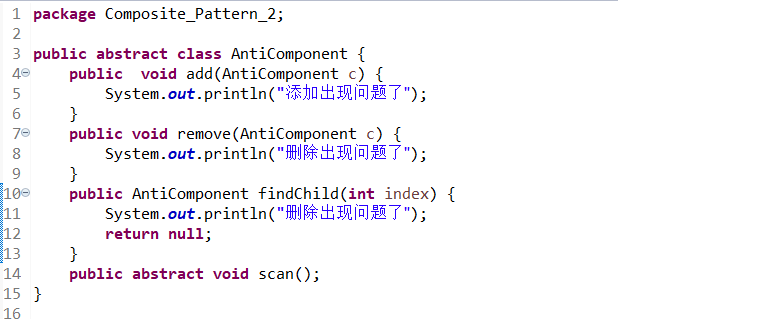 1 package Composite_Pattern_2;
2
3 public abstract class AntiComponent {
4 public  void add(AntiComponent c) {
5 System.out.println("添加出现问题了");
6 }
7 public void remove(AntiComponent c) {
8 System.out.println("删除出现问题了");
9 }
10 public AntiComponent findChild(int index) {
11 System.out.println("删除出现问题了");
12 return null;
13 }
14 public abstract void scan();
15 }
16